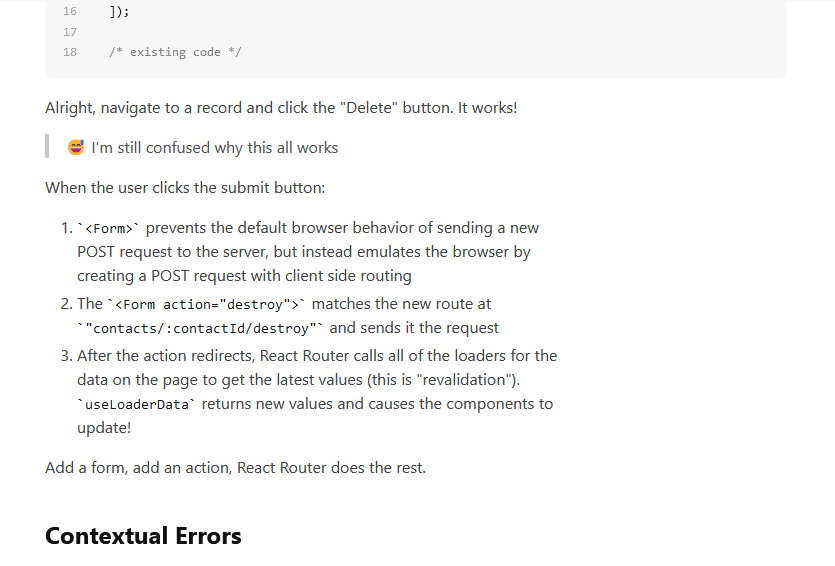 16 ]);
17
18 /* existing code */
Alright, navigate to a record and click the "Delete" button. It works!
😅 I'm still confused why this all works
When the user clicks the submit button:
1. `<Form>` prevents the default browser behavior of sending a new
POST request to the server, but instead emulates the browser by
creating a POST request with client side routing
2. The `<Form action="destroy">` matches the new route at
`"contacts/:contactId/destroy"` and sends it the request
3. After the action redirects, React Router calls all of the loaders for the
data on the page to get the latest values (this is "revalidation").
`useLoaderData` returns new values and causes the components to
update!
Add a form, add an action, React Router does the rest.
Contextual Errors